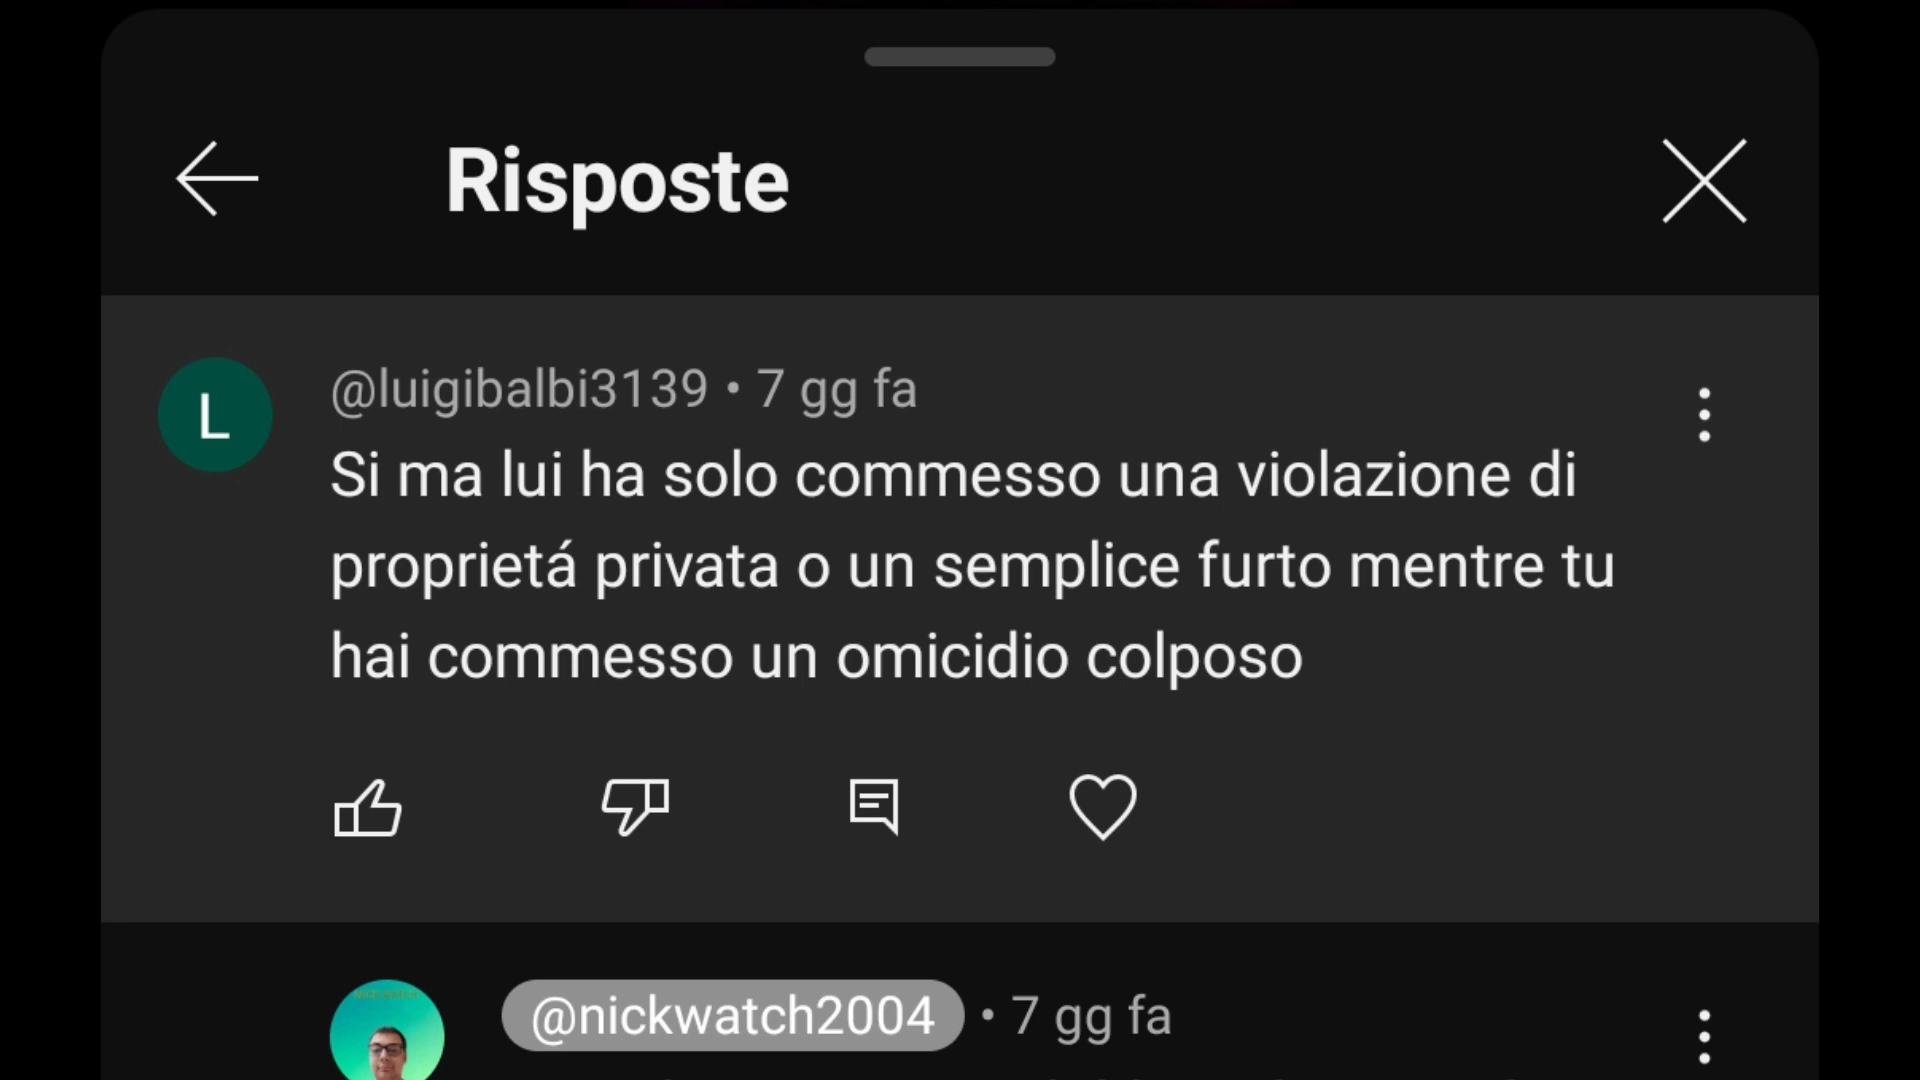 Risposte
L
@luigibalbi3139 • 7 gg fa
Si ma lui ha solo commesso una violazione di
proprietá privata o un semplice furto mentre tu
hai commesso un omicidio colposo
@nickwatch2004 • 7 gg fa